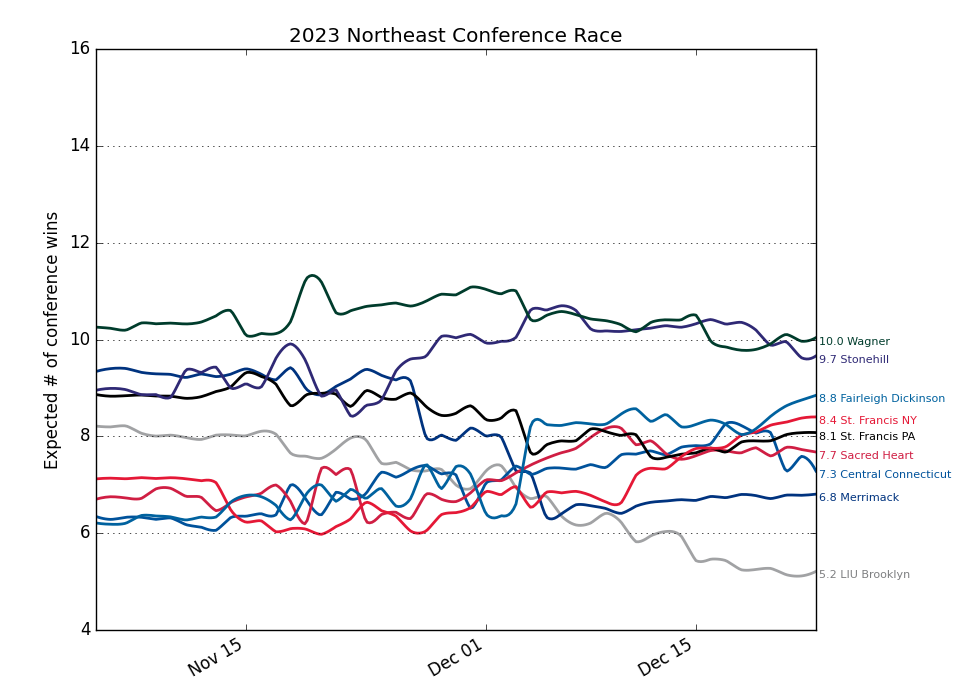 2023 Northeast Conference Race
Expected # of conference wins
16
14
12
10
8
6
4
Nov 15
Dec 01
Dec 15
10.0 Wagner
9.7 Stonehill
8.8 Fairleigh Dickinson
8.4 St. Francis NY
8.1 St. Francis PA
7.7 Sacred Heart
7.3 Central Connecticut
6.8 Merrimack
5.2 LIU Brooklyn